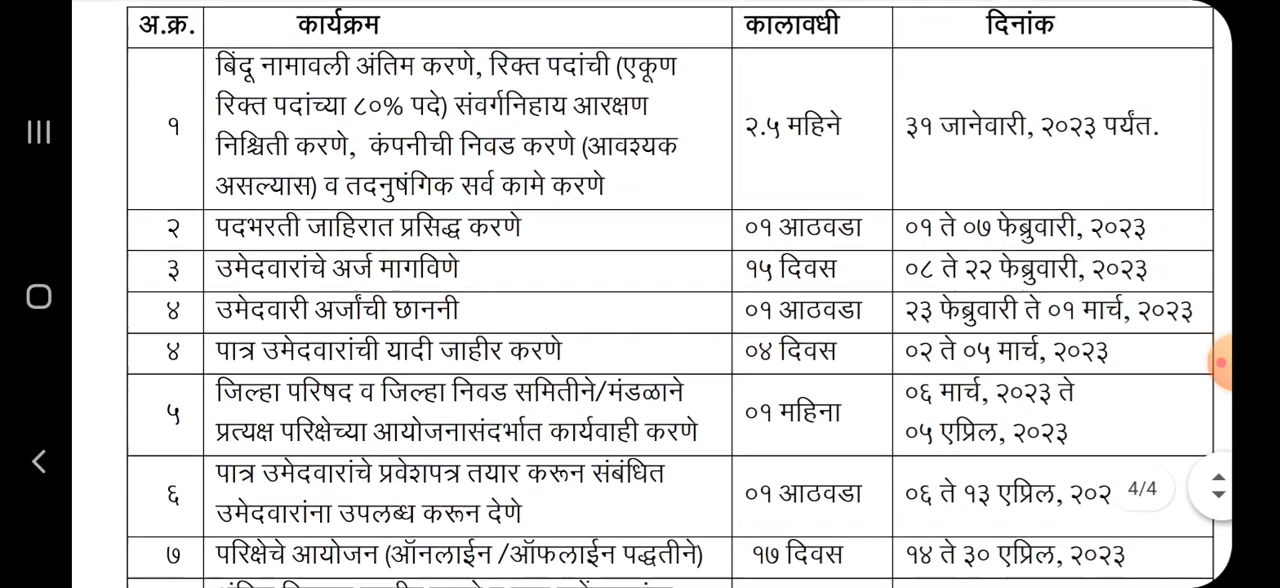 अ.क्र. कार्यक्रम कालावधी दिनांक
बिंदू नामावली अंतिम करणे, रिक्त पदांची (एकूण
रिक्त पदांच्या ८०% पदे) संवर्गनिहाय आरक्षण
१ २.५ महिने ३१ जानेवारी, २०२३ पर्यंत.
निश्चिती करणे, कंपनीची निवड करणे (आवश्यक
असल्यास) व तदनुषंगिक सर्व कामे करणे
२ पदभरती जाहिरात प्रसिद्ध करणे ०१ आठवडा ०१ ते ०७ फेब्रुवारी, २०२३
३ उमेदवारांचे अर्ज मागविणे १५ दिवस ०८ ते २२ फेब्रुवारी, २०२३
४ उमेदवारी अर्जांची छाननी ०१ आठवडा २३ फेब्रुवारी ते ०१ मार्च, २०२३
४ पात्र उमेदवारांची यादी जाहीर करणे ०४ दिवस ०२ ते ०५ मार्च, २०२३
जिल्हा परिषद व जिल्हा निवड समितीने/मंडळाने ०६ मार्च, २०२३ ते
५ ०१ महिना
प्रत्यक्ष परिक्षेच्या आयोजनासंदर्भात कार्यवाही करणे ०५ एप्रिल, २०२३
पात्र उमेदवारांचे प्रवेशपत्र तयार करून संबंधित
६ ०१ आठवडा ०६ ते १३ एप्रिल, २०२ 4/4
उमेदवारांना उपलब्ध करून देणे
७ परिक्षेचे आयोजन (ऑनलाईन /ऑफलाईन पद्धतीने) १७ दिवस १४ ते ३० एप्रिल, २०२३